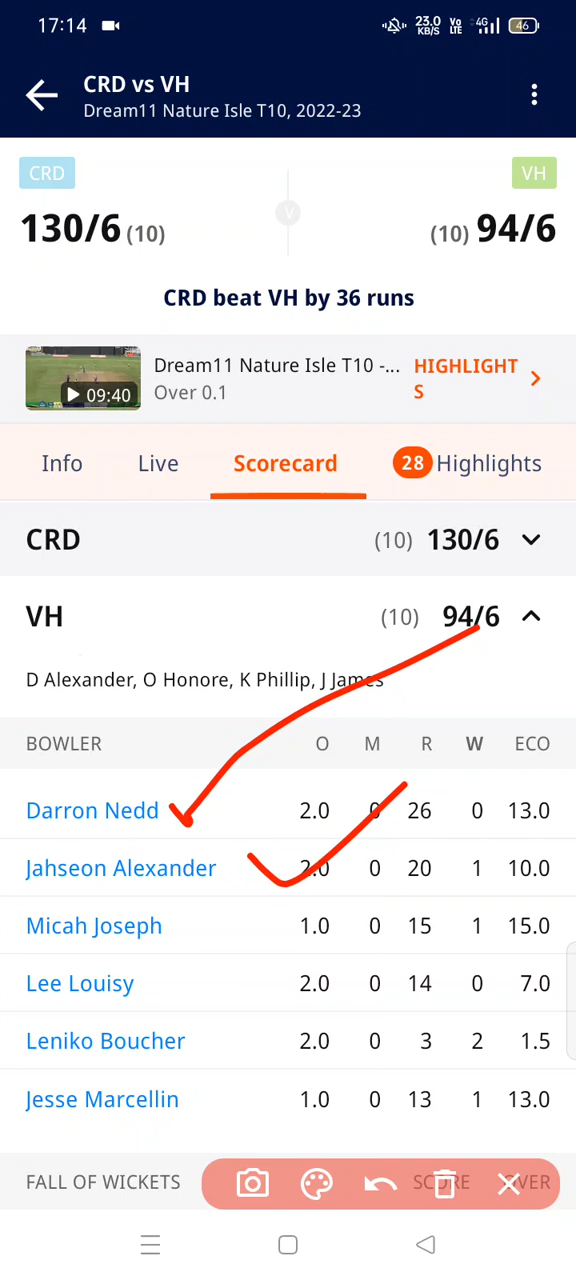 17:14 23.0 KB/S Vo LTE 4G 46
CRD vs VH
Dream11 Nature Isle T10, 2022-23
CRD VH
V
130/6 (10) (10) 94/6
CRD beat VH by 36 runs
Dream11 Nature Isle T10 -... HIGHLIGHT
S
Over 0.1
09:40
Info Live Scorecard 28 Highlights
CRD (10) 130/6
VH (10) 94/6
D Alexander, O Honore, K Phillip, J James
BOWLER O M R W ECO
Darron Nedd 2.0 0 26 0 13.0
Jahseon Alexander 2.0 0 20 1 10.0
Micah Joseph 1.0 0 15 1 15.0
Lee Louisy 2.0 0 14 0 7.0
Leniko Boucher 2.0 0 3 2 1.5
Jesse Marcellin 1.0 0 13 1 13.0
FALL OF WICKETS SCORE OVER